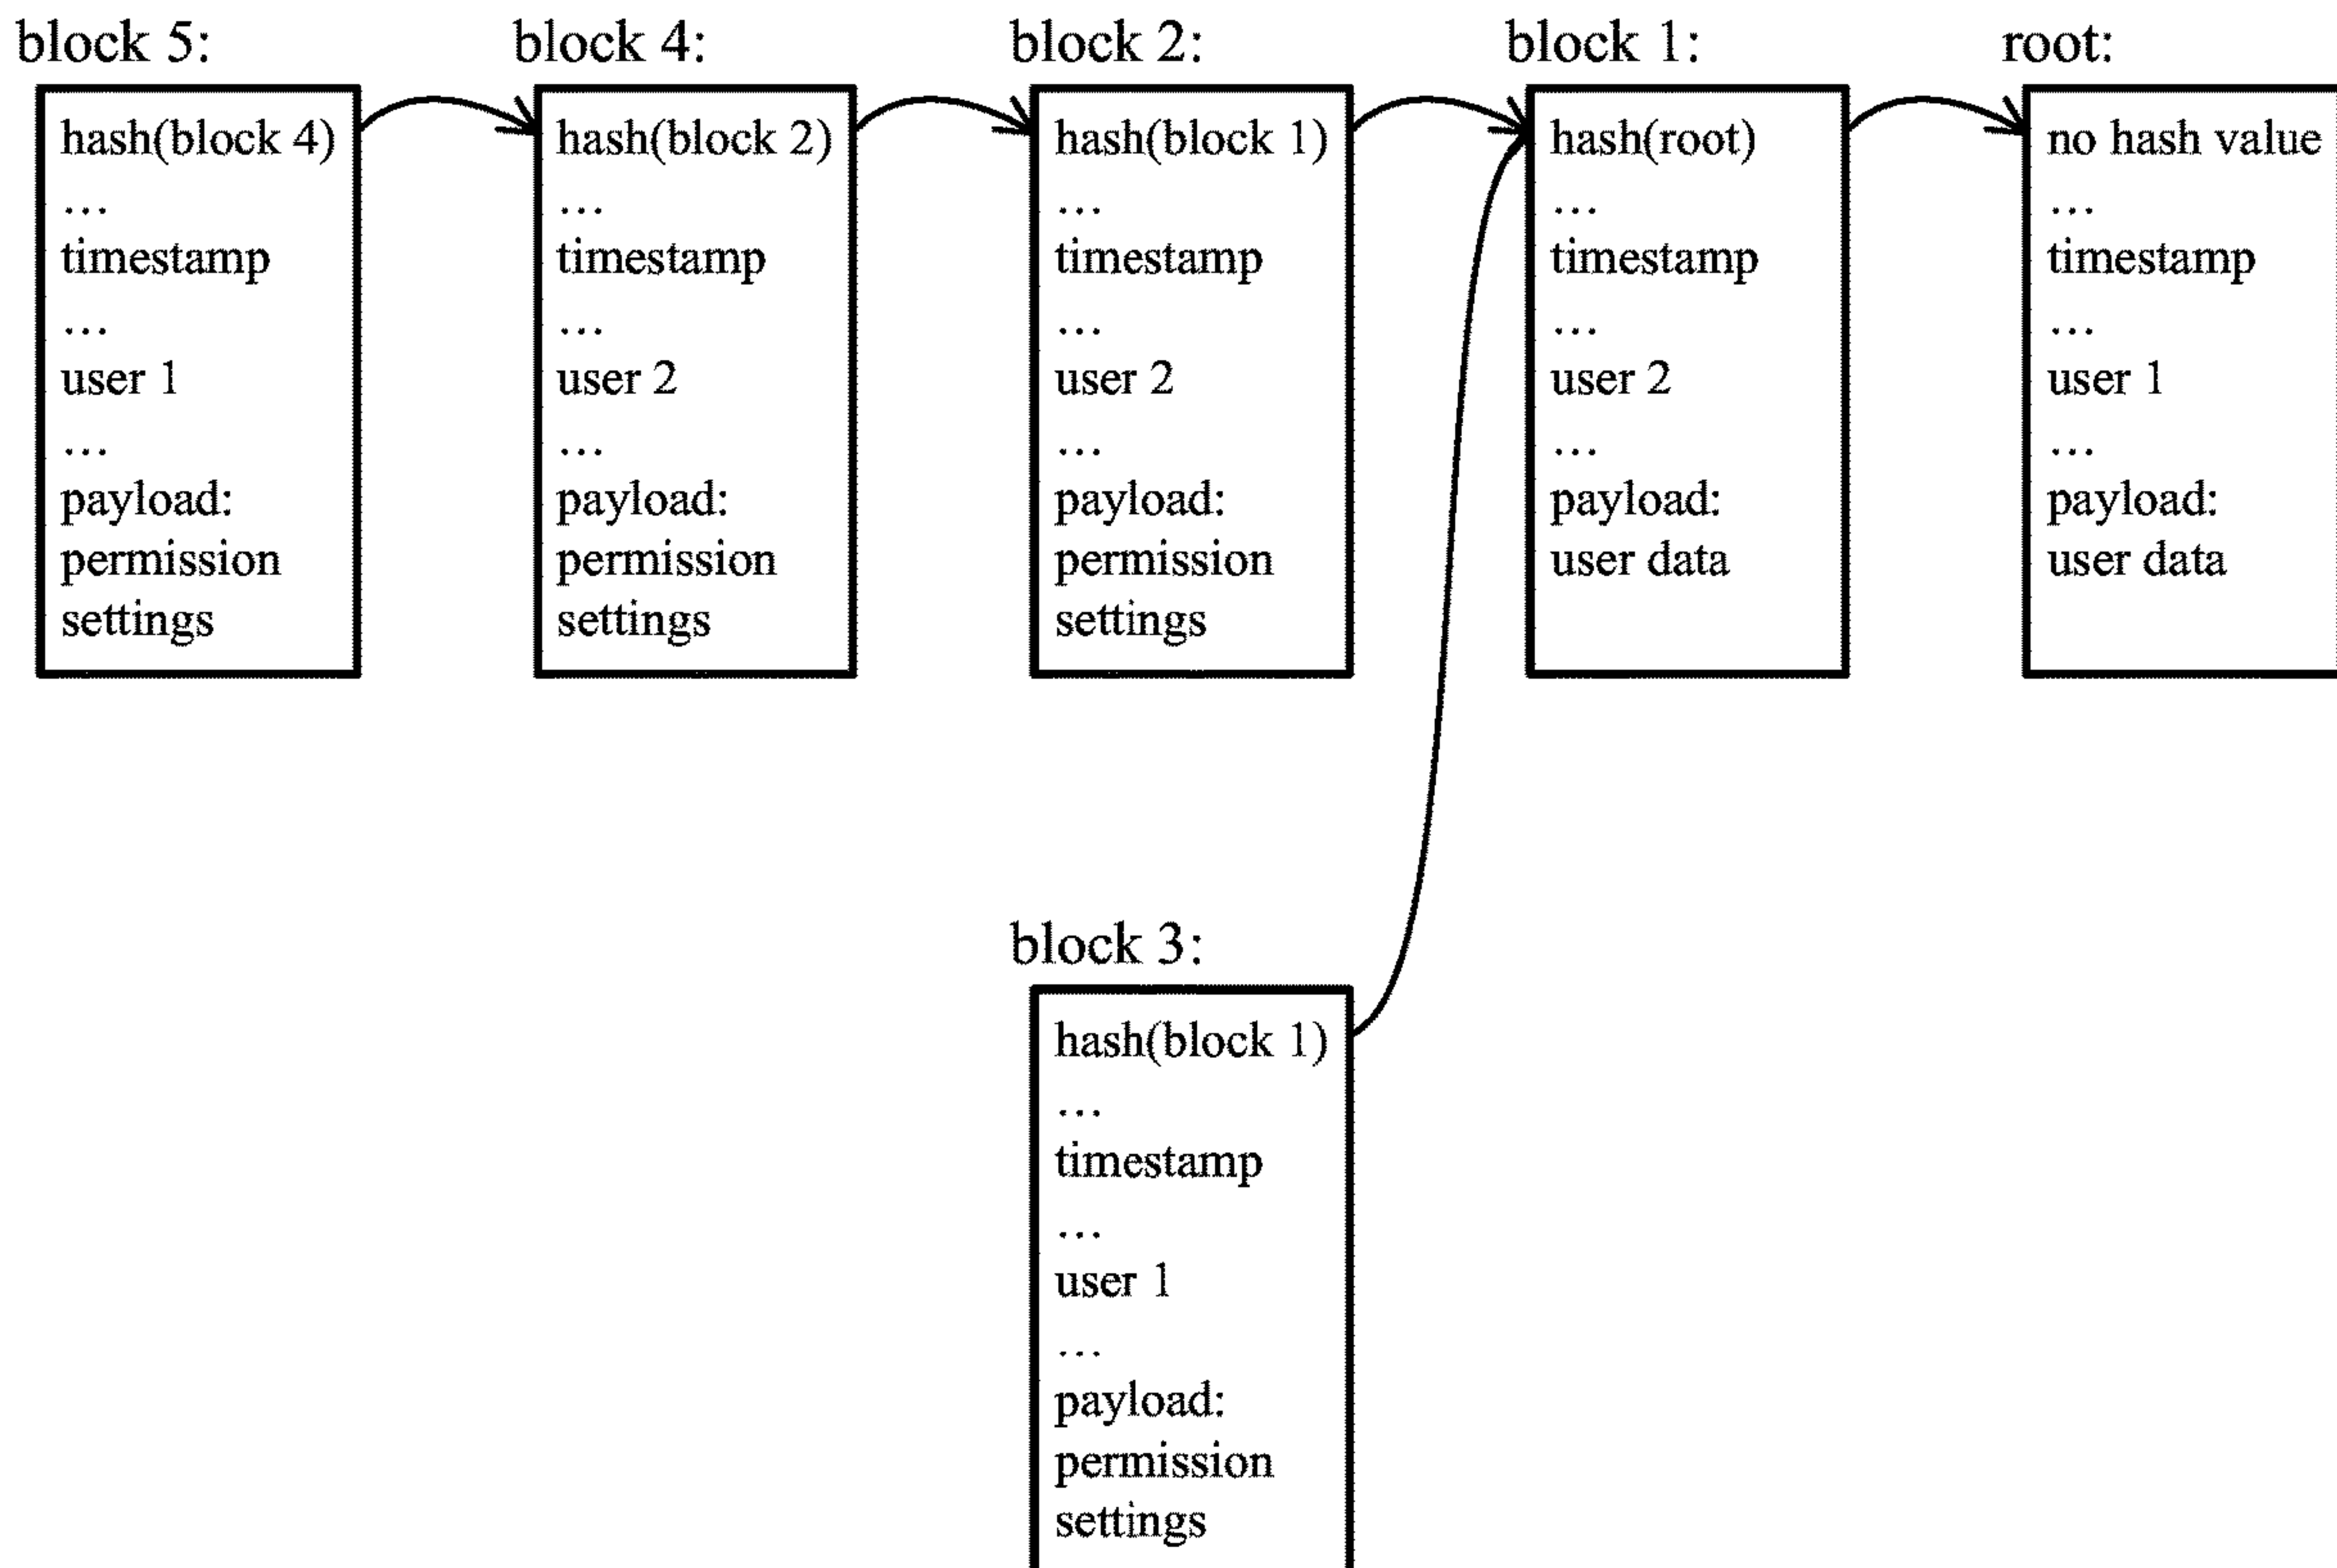 block 5:
hash(block 4)
...
timestamp
...
user 1
...
payload:
permission
settings
block 4:
hash(block 2)
...
timestamp
...
user 2
...
payload:
permission
settings
block 2:
hash(block 1)
...
timestamp
...
user 2
...
payload:
permission
settings
block 1:
hash(root)
...
timestamp
...
user 2
...
payload:
user data
root:
no hash value
...
timestamp
...
user 1
...
payload:
user data
block 3:
hash(block 1)
...
timestamp
...
user 1
...
payload:
permission
settings